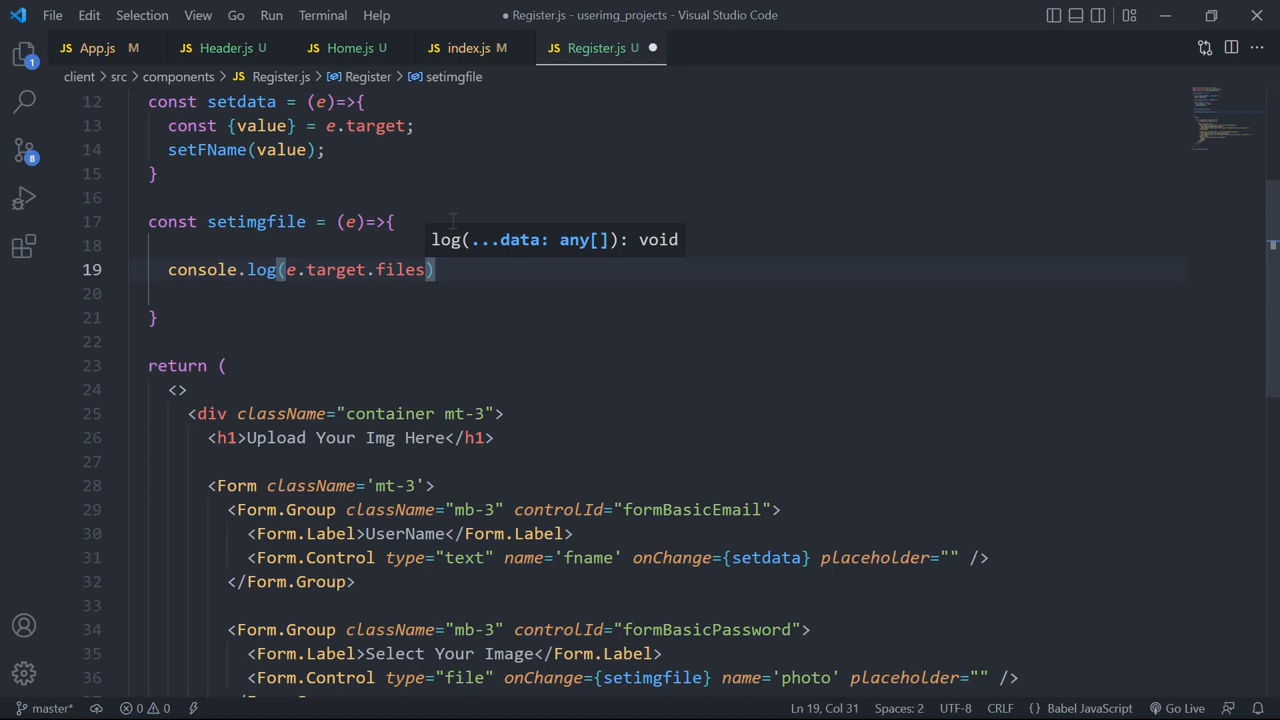 File Edit Selection View Go Run Terminal Help ● Register.js - userimg_projects - Visual Studio Code
JS App.js M JS Header.js U JS Home.js U JS index.js M JS Register.js U
client > src > components > JS Register.js > Register > setimgfile
12 const setdata = (e)=>{
13 const {value} = e.target;
14 setFName(value);
15 }
16
17 const setimgfile = (e)=>{
log(...data: any[]): void
18
19 console.log(e.target.files)
20
21 }
22
23 return (
24 <>
25 <div className="container mt-3">
26 <h1>Upload Your Img Here</h1>
27
28 <Form className='mt-3'>
29 <Form.Group className="mb-3" controlId="formBasicEmail">
30 <Form.Label>UserName</Form.Label>
31 <Form.Control type="text" name='fname' onChange={setdata} placeholder="" />
32 </Form.Group>
33
34 <Form.Group className="mb-3" controlId="formBasicPassword">
35 <Form.Label>Select Your Image</Form.Label>
36 <Form.Control type="file" onChange={setimgfile} name='photo' placeholder="" />
1
8
master* 0 0 Ln 19, Col 31 Spaces: 2 UTF-8 CRLF {} Babel JavaScript Go Live